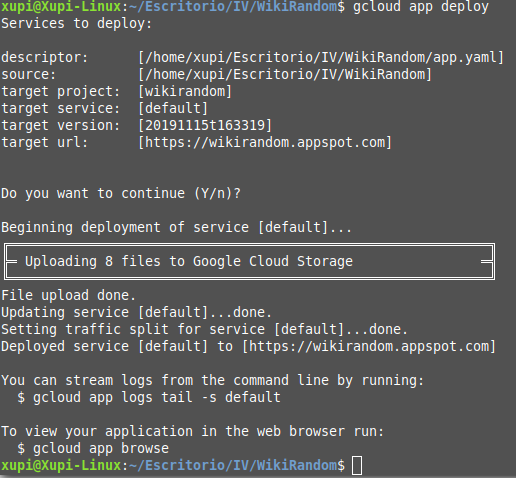 xupi@Xupi-Linux:~/Escritorio/IV/WikiRandom$ gcloud app deploy
Services to deploy:
descriptor:      [/home/xupi/Escritorio/IV/WikiRandom/app.yaml]
source:          [/home/xupi/Escritorio/IV/WikiRandom]
target project:  [wikirandom]
target service:  [default]
target version:  [20191115t163319]
target url:      [https://wikirandom.appspot.com]
Do you want to continue (Y/n)?
Beginning deployment of service [default]...
Uploading 8 files to Google Cloud Storage
File upload done.
Updating service [default]...done.
Setting traffic split for service [default]...done.
Deployed service [default] to [https://wikirandom.appspot.com]
You can stream logs from the command line by running:
  $ gcloud app logs tail -s default
To view your application in the web browser run:
  $ gcloud app browse
xupi@Xupi-Linux:~/Escritorio/IV/WikiRandom$